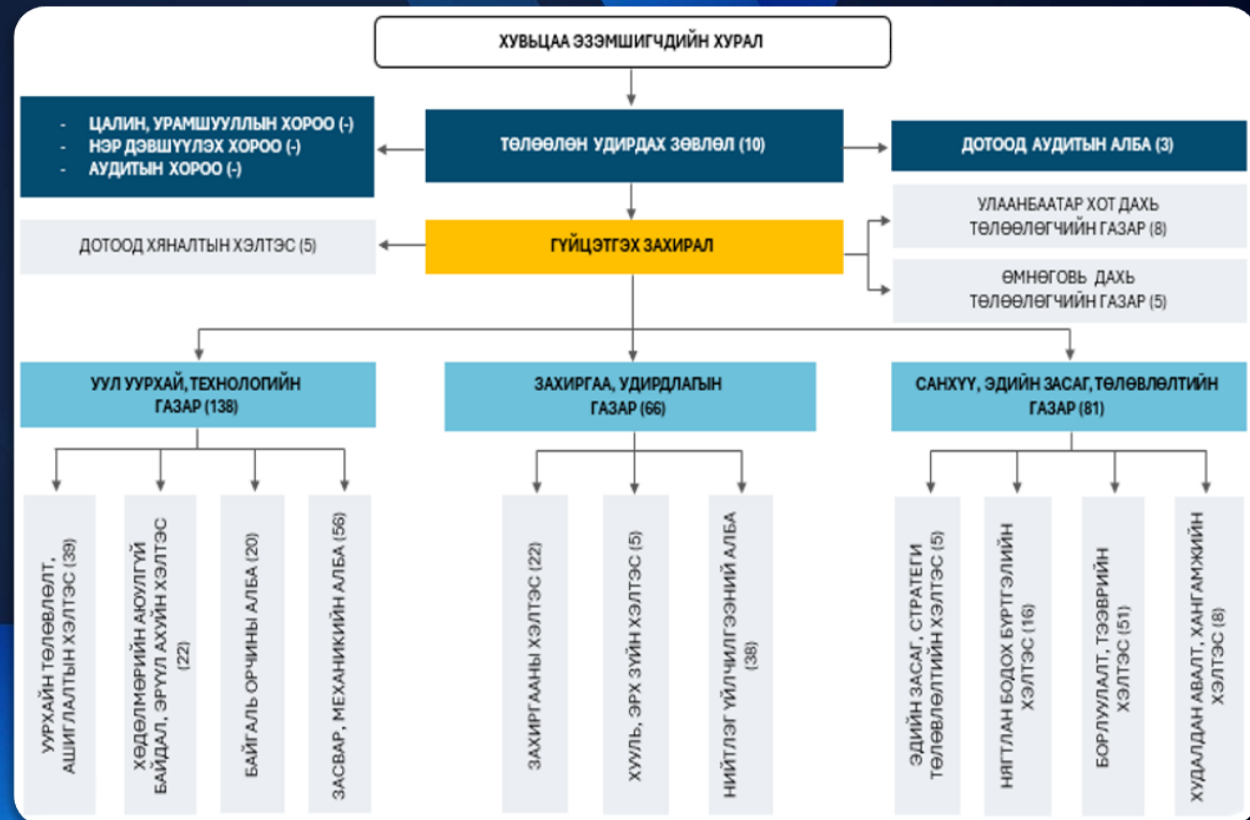 ХУВЬЦАА ЭЗЭМШИГЧДИЙН ХУРАЛ
- ЦАЛИН, УРАМШУУЛЛЫН ХОРОО (-)
- НЭР ДЭВШҮҮЛЭХ ХОРОО (-)
- АУДИТЫН ХОРОО (-)
ТӨЛӨӨЛӨН УДИРДАХ ЗӨВЛӨЛ (10)
ДОТООД АУДИТЫН АЛБА (3)
ДОТООД ХЯНАЛТЫН ХЭЛТЭС (5)
ГҮЙЦЭТГЭХ ЗАХИРАЛ
УЛААНБААТАР ХОТ ДАХЬ
ТӨЛӨӨЛӨГЧИЙН ГАЗАР (8)
ӨМНӨГОВЬ ДАХЬ
ТӨЛӨӨЛӨГЧИЙН ГАЗАР (5)
УУЛ УУРХАЙ, ТЕХНОЛОГИЙН
ГАЗАР (138)
ЗАХИРГАА, УДИРДЛАГЫН
ГАЗАР (66)
САНХҮҮ, ЭДИЙН ЗАСАГ, ТӨЛӨВЛӨЛТИЙН
ГАЗАР (81)
УУРХАЙН ТӨЛӨВЛӨЛТ,
АШИГЛАЛТЫН ХЭЛТЭС (39)
ХӨДӨЛМӨРИЙН АЮУЛГҮЙ
БАЙДАЛ, ЭРҮҮЛ АХУЙН ХЭЛТЭС
(22)
БАЙГАЛЬ ОРЧИНЫ АЛБА (20)
ЗАСВАР, МЕХАНИКИЙН АЛБА (56)
ЗАХИРГААНЫ ХЭЛТЭС (22)
ХУУЛЬ, ЭРХ ЗҮЙН ХЭЛТЭС (5)
НИЙТЛЭГ ҮЙЛЧИЛГЭЭНИЙ АЛБА
(38)
ЭДИЙН ЗАСАГ, СТРАТЕГИ
ТӨЛӨВЛӨЛТИЙН ХЭЛТЭС (5)
НЯГТЛАН БОДОХ БҮРТГЭЛИЙН
ХЭЛТЭС (16)
БОРЛУУЛАЛТ, ТЭЭВРИЙН
ХЭЛТЭС (51)
ХУДАЛДАН АВАЛТ, ХАНГАМЖИЙН
ХЭЛТЭС (8)